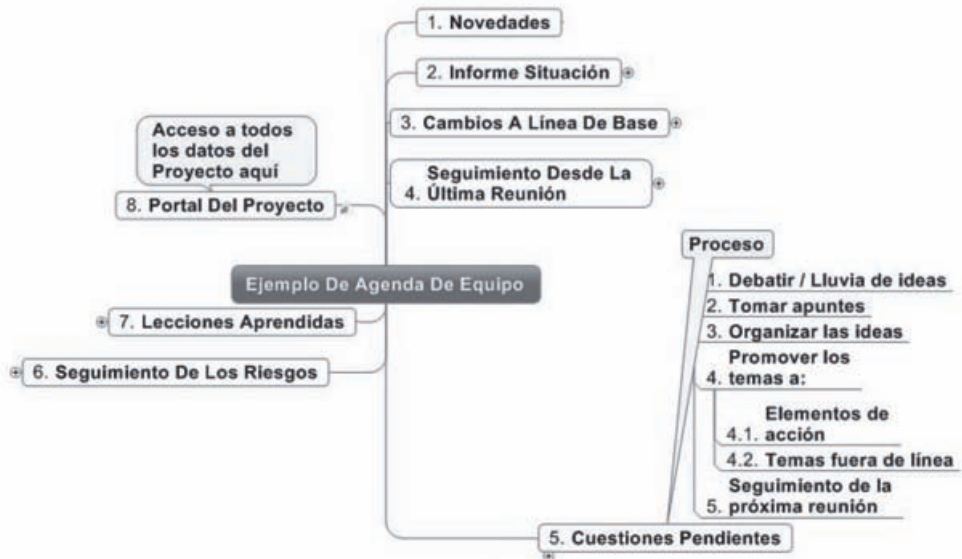 1. Novedades
2. Informe Situación
3. Cambios A Línea De Base
Seguimiento Desde La
4. Última Reunión
Acceso a todos
los datos del
Proyecto aquí
8. Portal Del Proyecto
Ejemplo De Agenda De Equipo
7. Lecciones Aprendidas
6. Seguimiento De Los Riesgos
Proceso
1. Debatir / Lluvia de ideas
2. Tomar apuntes
3. Organizar las ideas
Promover los
4. temas a:
Elementos de
4.1. acción
4.2. Temas fuera de línea
Seguimiento de la
5. próxima reunión
5. Cuestiones Pendientes